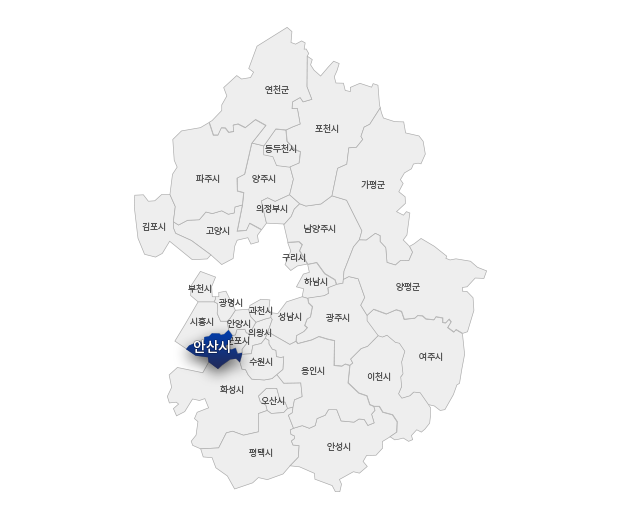 연천군
포천시
동두천시
파주시
양주시
가평군
의정부시
김포시
고양시
남양주시
구리시
하남시
양평군
부천시
광명시
과천시
시흥시
안양시
성남시
광주시
의왕시
군포시
안산시
수원시
여주시
용인시
이천시
화성시
오산시
안성시
평택시